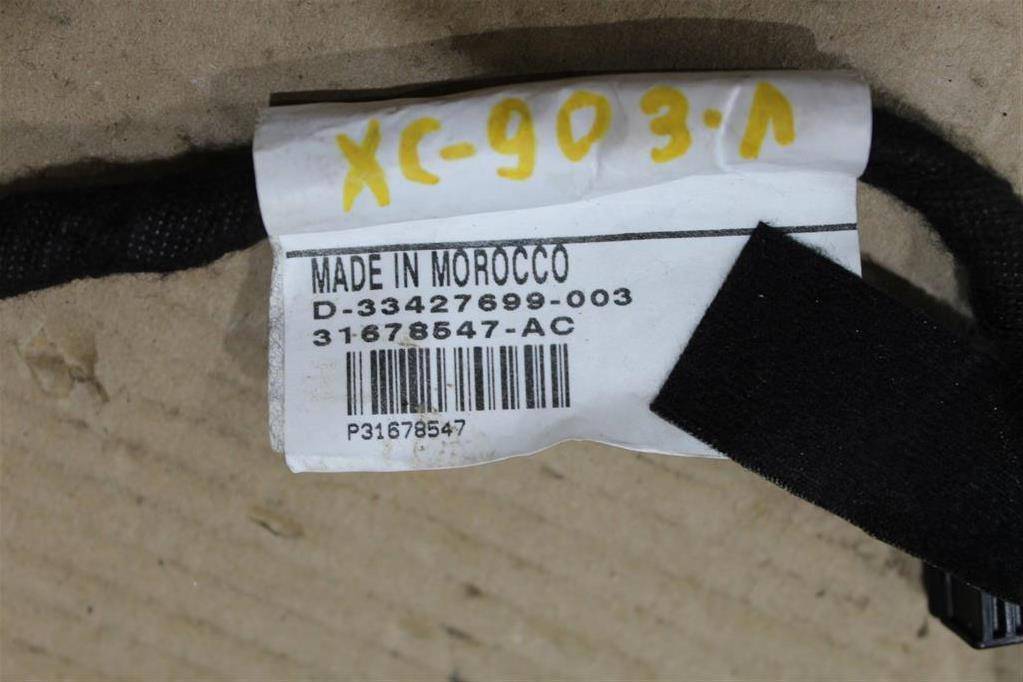 XC-903.1
MADE IN MOROCCO
D-33427699-003
31678547-AC
P31678547